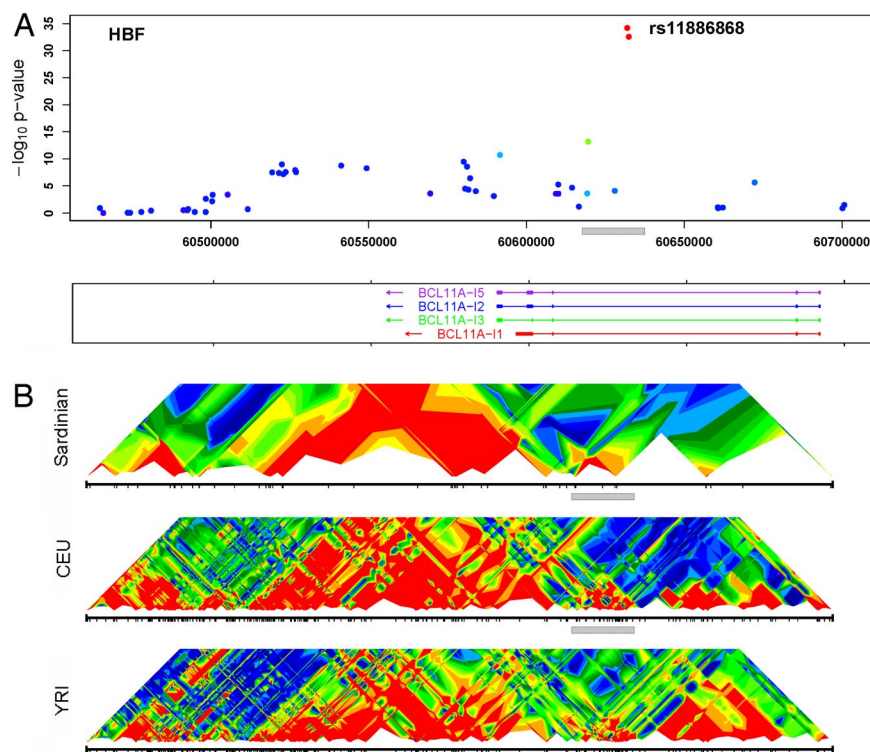 A
HBF
rs11886868
−log10 p−value
35
30
25
20
15
10
5
0
60500000
60550000
60600000
60650000
60700000
BCL11A−I5
BCL11A−I2
BCL11A−I3
BCL11A−I1
B
Sardinian
CEU
YRI